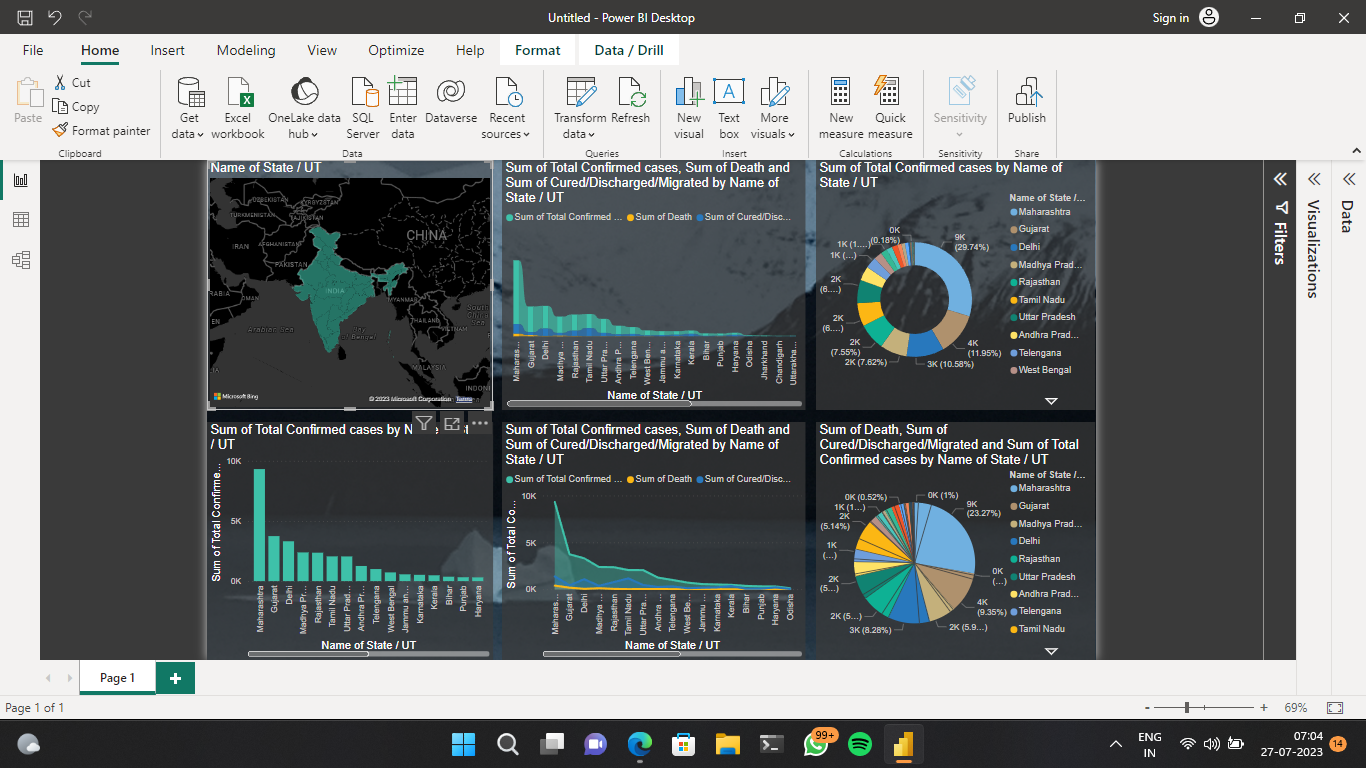 Untitled - Power BI Desktop
Sign in
File Home Insert Modeling View Optimize Help Format Data / Drill
Paste
Cut
Copy
Format painter
Clipboard
Get data
Excel workbook
OneLake data hub
SQL Server
Enter data
Dataverse
Recent sources
Data
Transform data
Refresh
Queries
New visual
Text box
More visuals
Insert
New measure
Quick measure
Calculations
Sensitivity
Sensitivity
Publish
Share
Name of State / UT
UZBEKISTAN
KYRGYZSTAN
TURKMENISTAN
TAJIKISTAN
CHINA
IRAN
AFGHANISTAN
PAKISTAN
INDIA
OMAN
MYANMAR
Arabian Sea
THAILAND
VIETNAM
MALAYSIA
Microsoft Bing
© 2023 Microsoft Corporation Terms
Sum of Total Confirmed cases, Sum of Death and
Sum of Cured/Discharged/Migrated by Name of
State / UT
Sum of Total Confirmed ... Sum of Death Sum of Cured/Disc...
Maharas...
Gujarat
Delhi
Madhya ...
Rajasthan
Tamil Nadu
Uttar Pra...
Andhra P...
Telengana
West Ben...
Jammu a...
Karnataka
Kerala
Bihar
Punjab
Haryana
Odisha
Jharkhand
Chandigarh
Uttarakha...
Name of State / UT
Sum of Total Confirmed cases by Name of
State / UT
Name of State /...
Maharashtra
Gujarat
Delhi
Madhya Prad...
Rajasthan
Tamil Nadu
Uttar Pradesh
Andhra Prad...
Telengana
West Bengal
9K
(29.74%)
4K
(11.95%)
3K (10.58%)
2K (7.62%)
2K
(7.55%)
2K
(6....)
2K
(6....)
1K (...)
1K (1....)
0K
(0.18%)
Filters
Visualizations
Data
Sum of Total Confirmed cases by N
/ UT
Sum of Total Confirme...
10K
5K
0K
Maharashtra
Gujarat
Delhi
Madhya Pr...
Rajasthan
Tamil Nadu
Uttar Prad...
Andhra Pr...
Telengana
West Bengal
Jammu an...
Karnataka
Kerala
Bihar
Punjab
Haryana
Name of State / UT
Sum of Total Confirmed cases, Sum of Death and
Sum of Cured/Discharged/Migrated by Name of
State / UT
Sum of Total Confirmed ... Sum of Death Sum of Cured/Disc...
Sum of Total Co...
10K
5K
0K
Maharas...
Gujarat
Delhi
Madhya ...
Rajasthan
Tamil Nadu
Uttar Pra...
Andhra ...
Telengana
West Be...
Jammu ...
Karnataka
Kerala
Bihar
Punjab
Haryana
Odisha
Name of State / UT
Sum of Death, Sum of
Cured/Discharged/Migrated and Sum of Total
Confirmed cases by Name of State / UT
Name of State /...
Maharashtra
Gujarat
Madhya Prad...
Delhi
Rajasthan
Uttar Pradesh
Andhra Prad...
Telengana
Tamil Nadu
0K (1%)
9K
(23.27%)
0K
(...)
4K
(9.35%)
2K (5.9...)
3K (8.28%)
2K (5...)
2K
(5...)
1K
(...)
2K
(5.14%)
1K (1...)
0K (0.52%)
Page 1
Page 1 of 1
- + 69%
99+
ENG
IN
07:04
27-07-2023
14